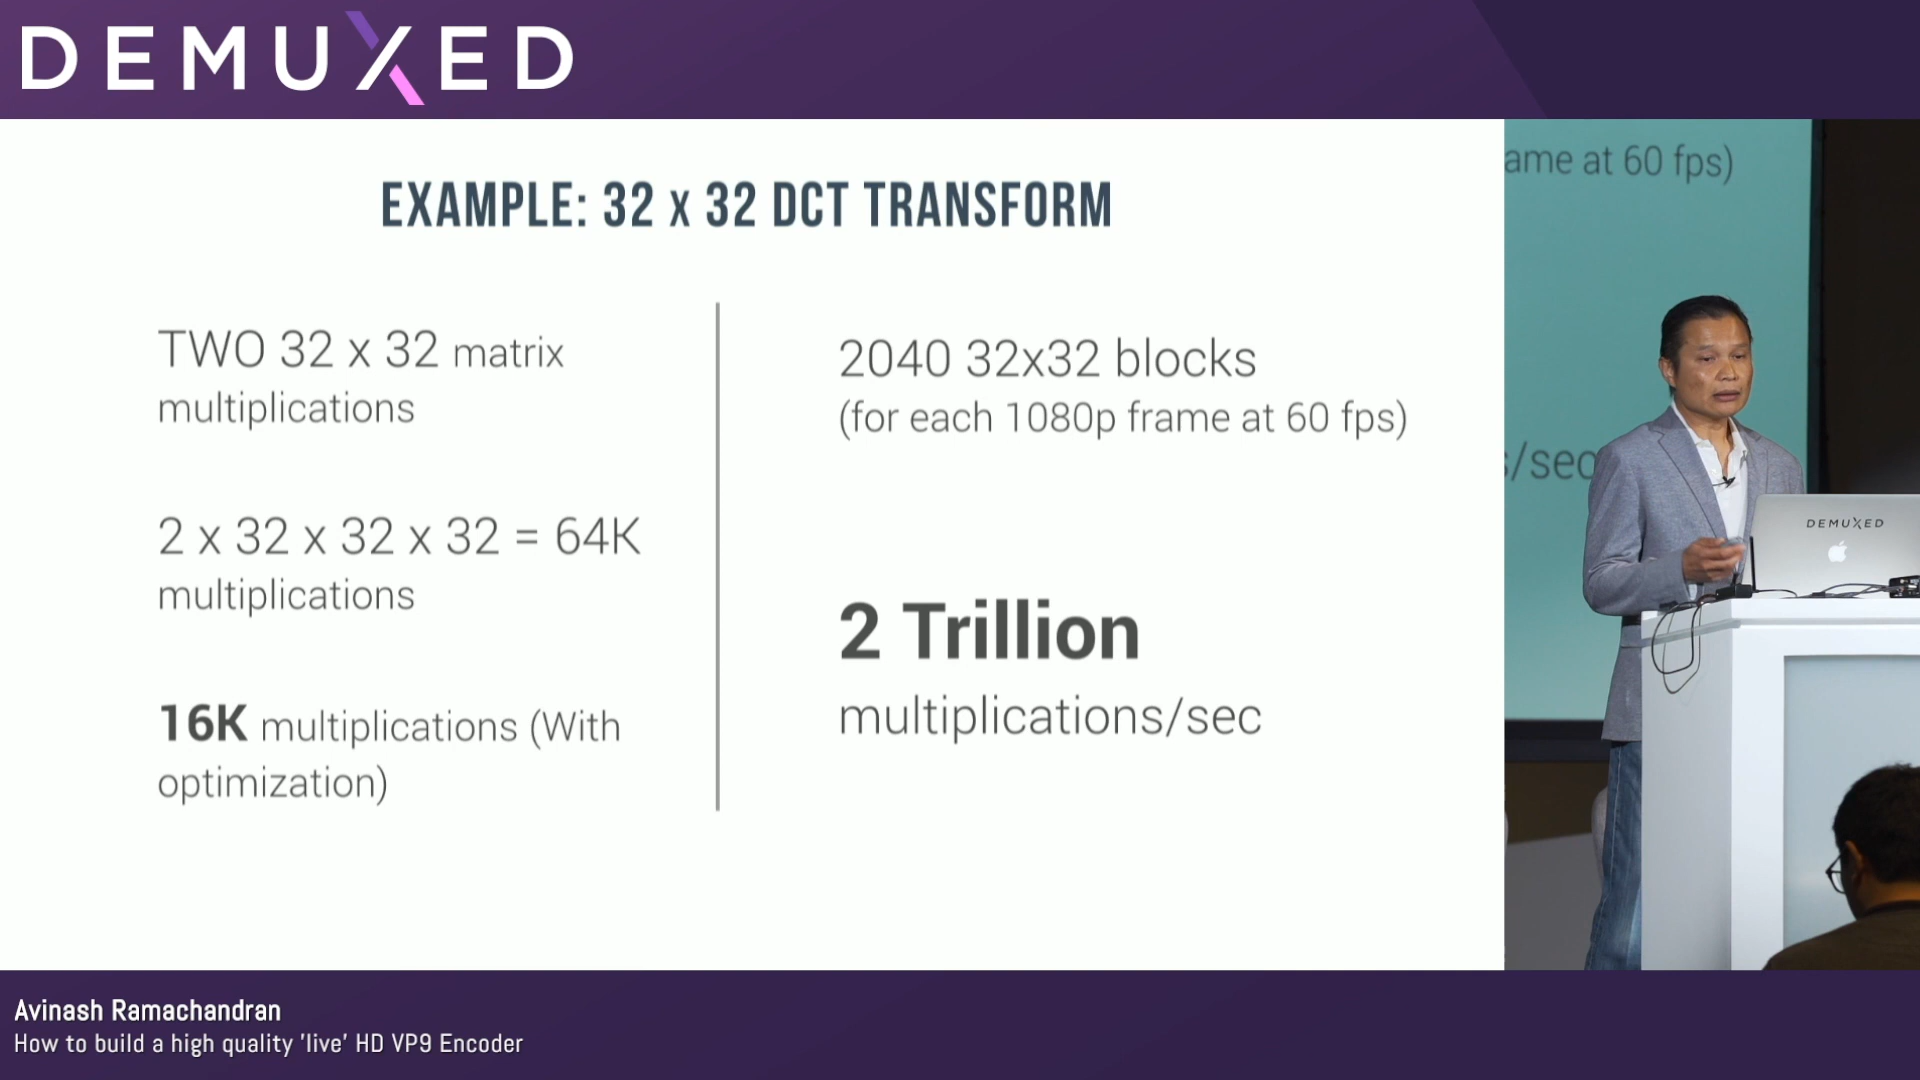 DEMUXED
EXAMPLE: 32 x 32 DCT TRANSFORM
TWO 32 x 32 matrix
multiplications
2 x 32 x 32 x 32 = 64K
multiplications
16K multiplications (With
optimization)
2040 32x32 blocks
(for each 1080p frame at 60 fps)
2 Trillion
multiplications/sec
ame at 60 fps)
s/sec
DEMUXED
Avinash Ramachandran
How to build a high quality 'live' HD VP9 Encoder